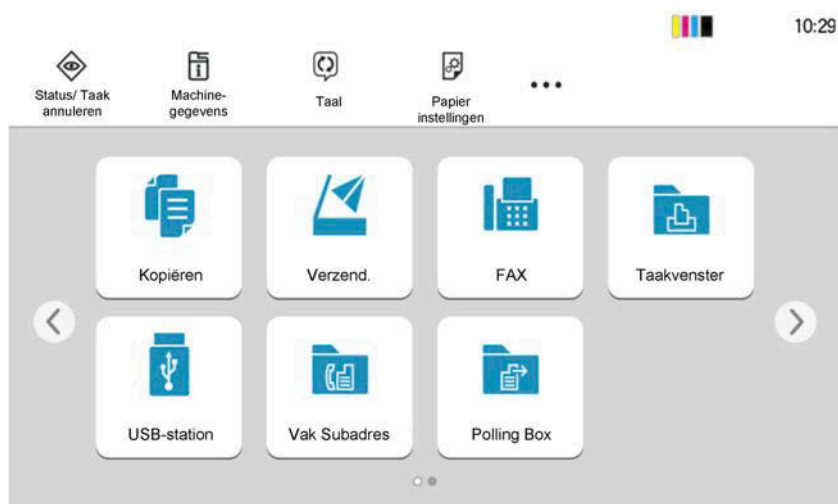 10:29
Status/ Taak
annuleren
Machine-
gegevens
Taal
Papier
instellingen
Kopiëren
Verzend.
FAX
Taakvenster
USB-station
Vak Subadres
Polling Box